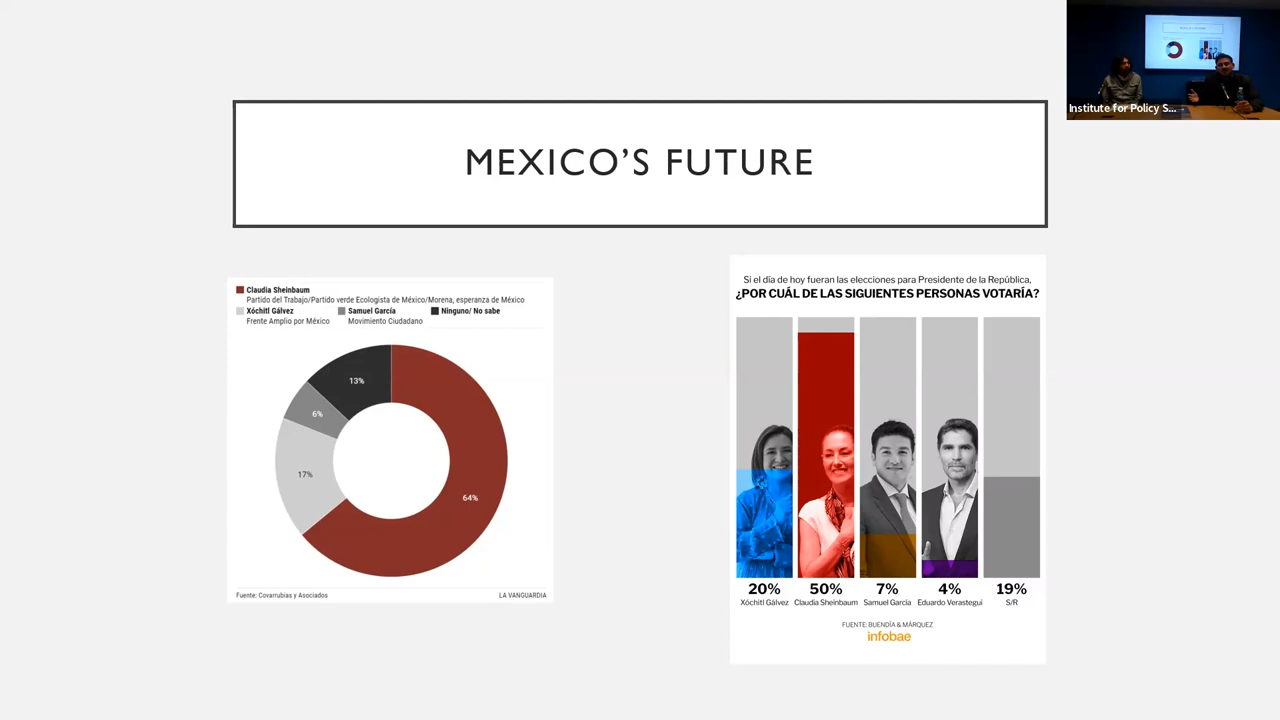 MEXICO'S FUTURE
Institute for Policy S...
Claudia Sheinbaum
Partido del Trabajo/Partido verde Ecologista de México/Morena, esperanza de México
Xóchitl Gálvez
Frente Amplio por México
Samuel García
Movimiento Ciudadano
Ninguno/ No sabe
13%
6%
17%
64%
Fuente: Covarrubias y Asociados
LA VANGUARDIA
Si el día de hoy fueran las elecciones para Presidente de la República,
¿POR CUÁL DE LAS SIGUIENTES PERSONAS VOTARÍA?
20% 50% 7% 4% 19%
Xóchitl Gálvez Claudia Sheinbaum Samuel García Eduardo Verastegui S/R
FUENTE: BUENDÍA & MÁRQUEZ
infobae